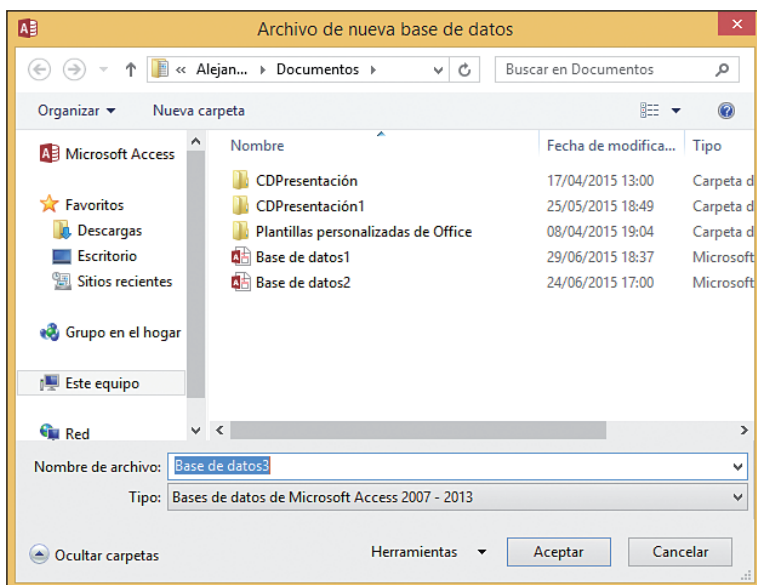 Archivo de nueva base de datos
« Alejan... Documentos Buscar en Documentos
Organizar Nueva carpeta
Microsoft Access
Favoritos
Descargas
Escritorio
Sitios recientes
Grupo en el hogar
Este equipo
Red
Nombre Fecha de modifica... Tipo
CDPresentación 17/04/2015 13:00 Carpeta d
CDPresentación1 25/05/2015 18:49 Carpeta d
Plantillas personalizadas de Office 08/04/2015 19:04 Carpeta d
Base de datos1 29/06/2015 18:37 Microsoft
Base de datos2 24/06/2015 17:00 Microsoft
Nombre de archivo: Base de datos3
Tipo: Bases de datos de Microsoft Access 2007 - 2013
Ocultar carpetas Herramientas Aceptar Cancelar